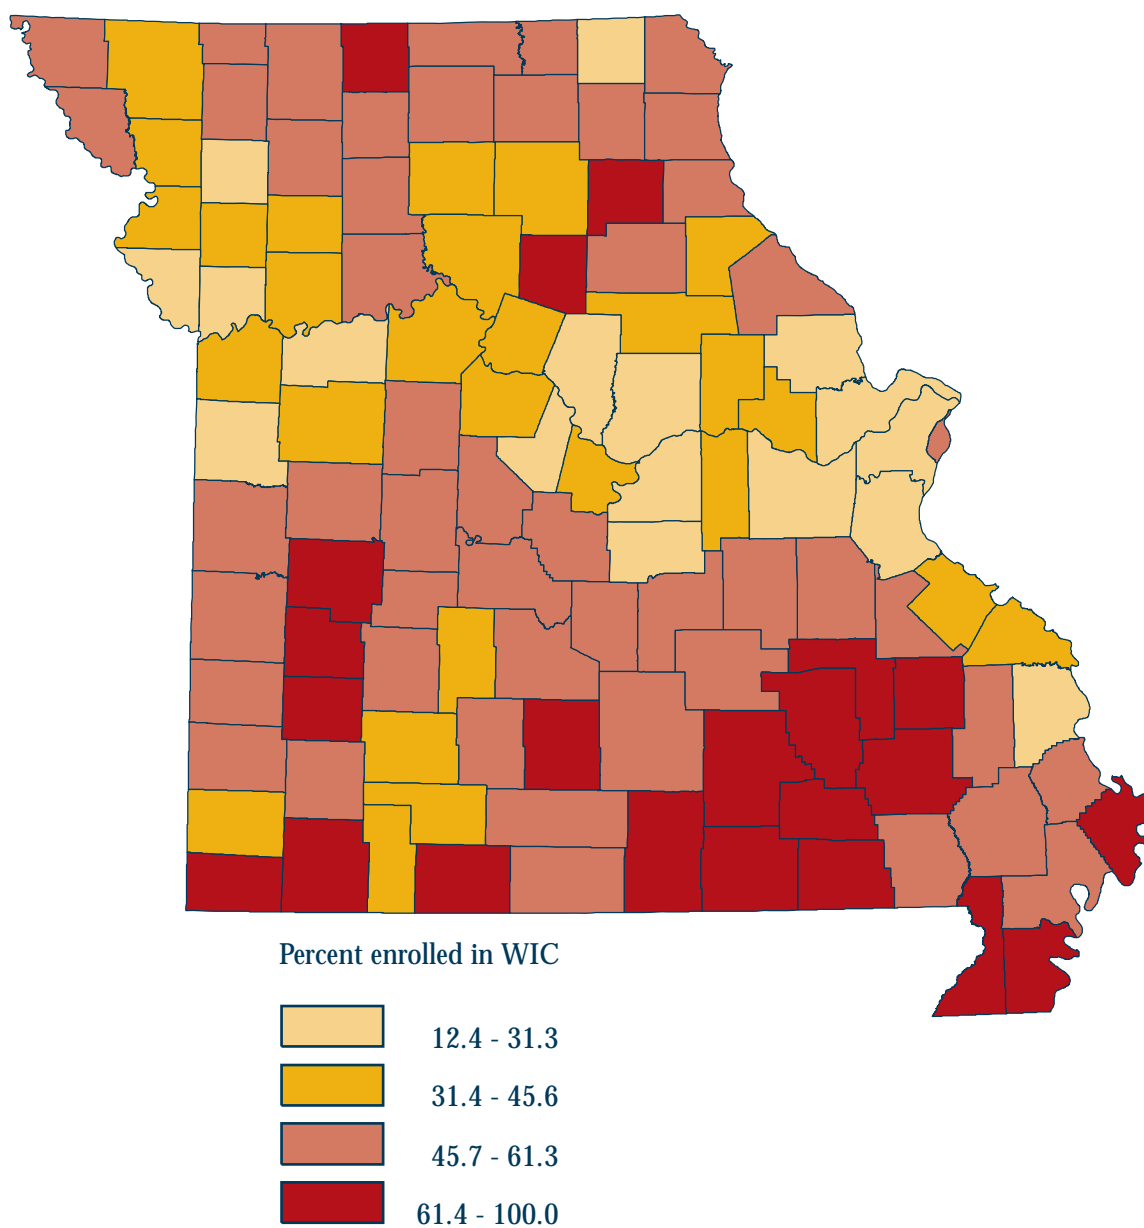 Percent enrolled in WIC
12.4 - 31.3
31.4 - 45.6
45.7 - 61.3
61.4 - 100.0